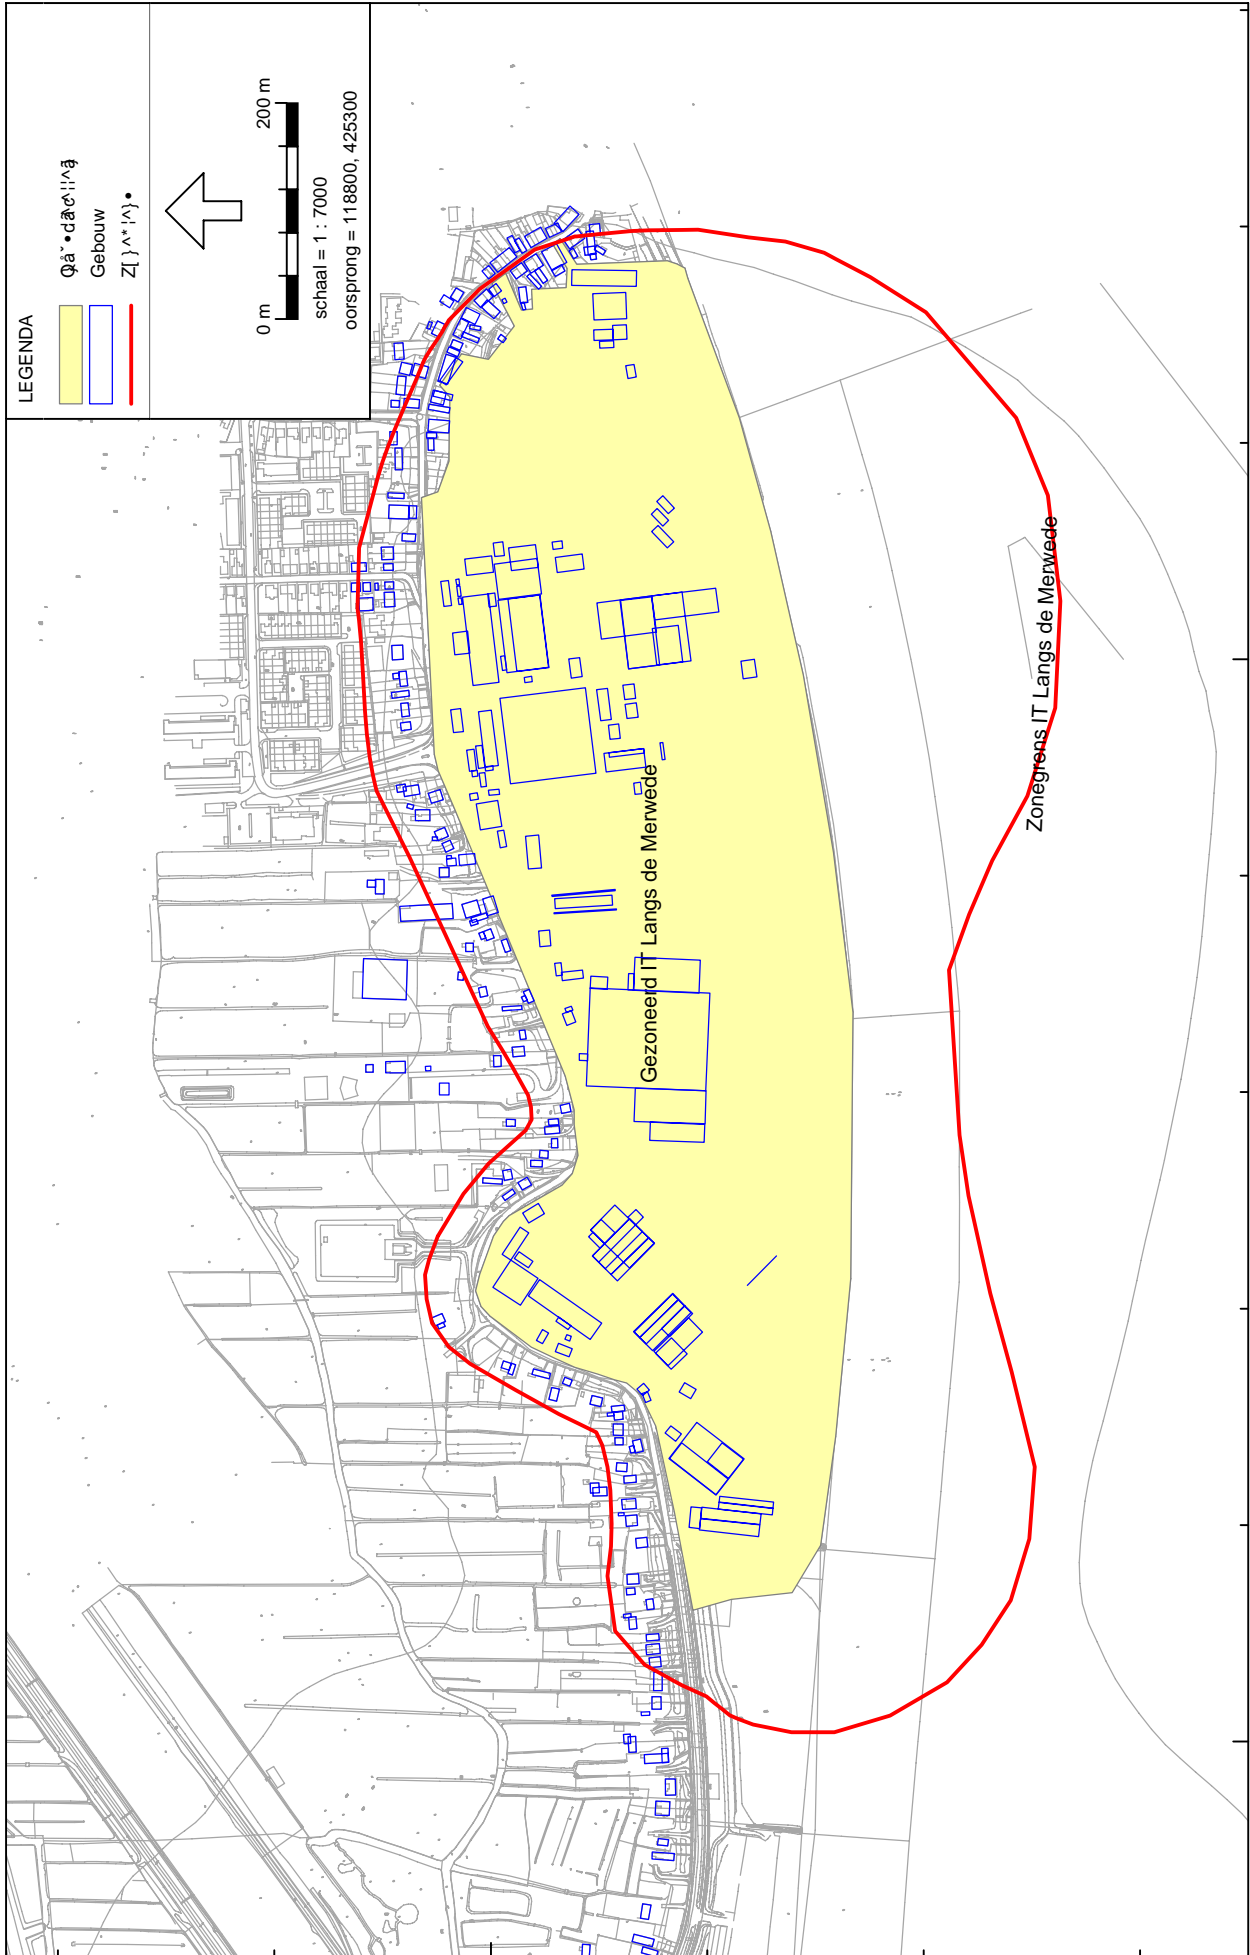 LEGENDA
Gebouw
0 m 200 m
schaal = 1 : 7000
oorsprong = 118800, 425300
Gezoneerd IT Langs de Merwede
Zonegrens IT Langs de Merwede